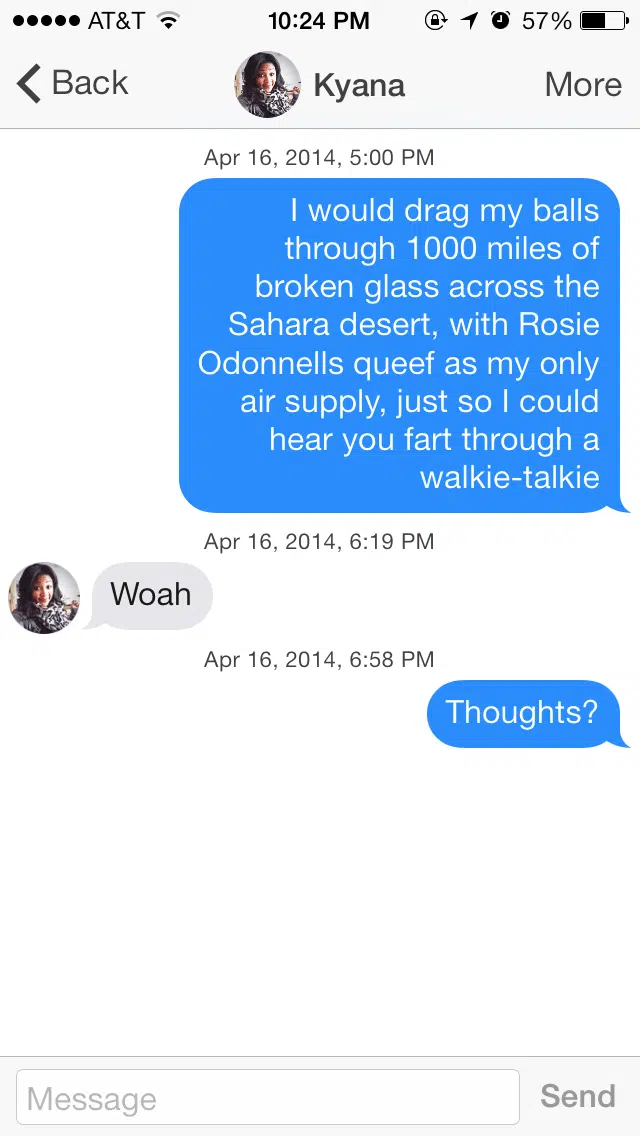 AT&T 10:24 PM 57%
Back Kyana More
Apr 16, 2014, 5:00 PM
I would drag my balls
through 1000 miles of
broken glass across the
Sahara desert, with Rosie
Odonnells queef as my only
air supply, just so I could
hear you fart through a
walkie-talkie
Apr 16, 2014, 6:19 PM
Woah
Apr 16, 2014, 6:58 PM
Thoughts?
Message Send